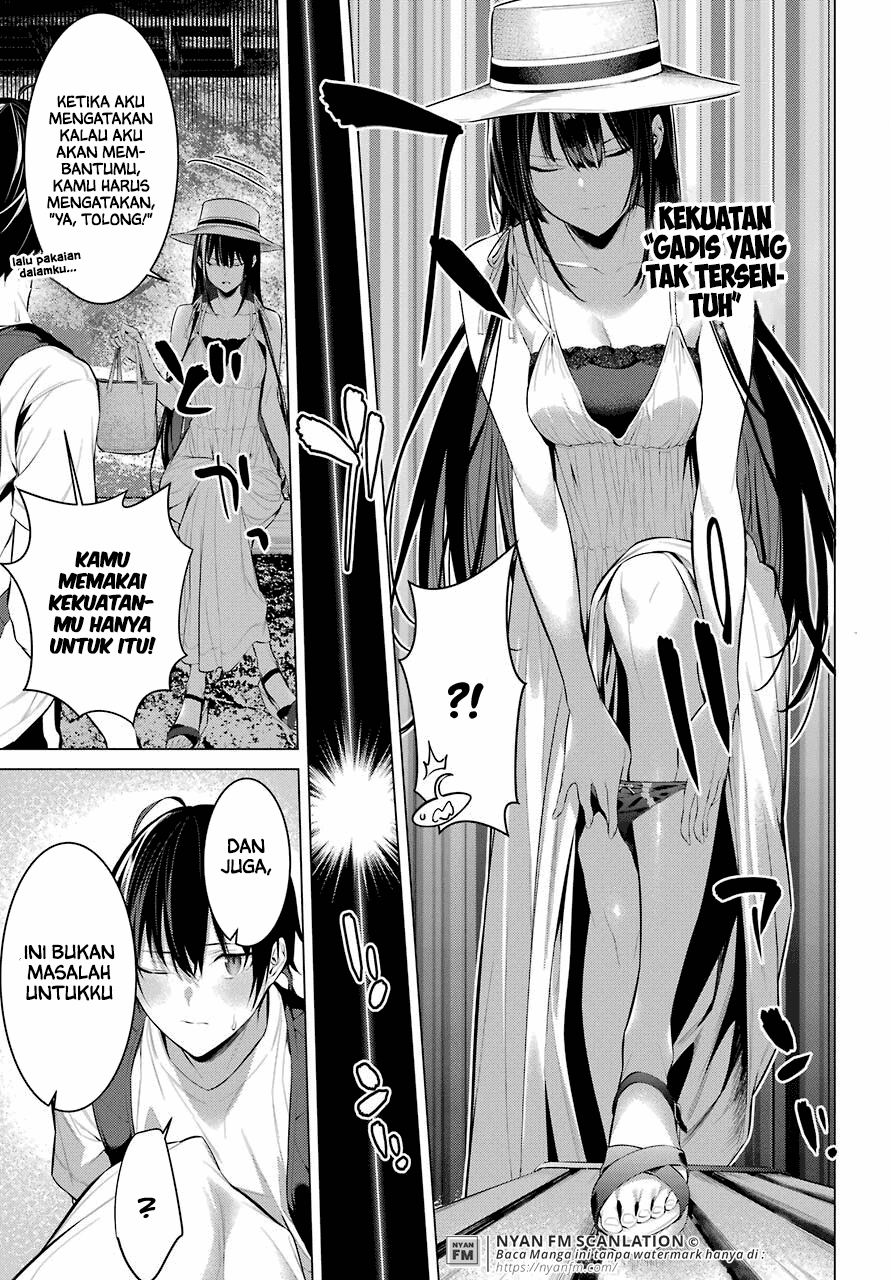 KEKUATAN
"GADIS YANG
TAK TERSEN-
TUH"
?!
KETIKA AKU
MENGATAKAN
KALAU AKU
AKAN MEM-
BANTUMU,
KAMU HARUS
MENGATAKAN,
"YA, TOLONG!"
lalu pakaian
dalamku...
KAMU
MEMAKAI
KEKUATAN-
MU HANYA
UNTUK ITU!
DAN
JUGA,
INI BUKAN
MASALAH
UNTUKKU
?
NYAN
FM
NYAN FM SCANLATION ©
Baca Manga ini tanpa watermark hanya di :
https://nyanfm.com/